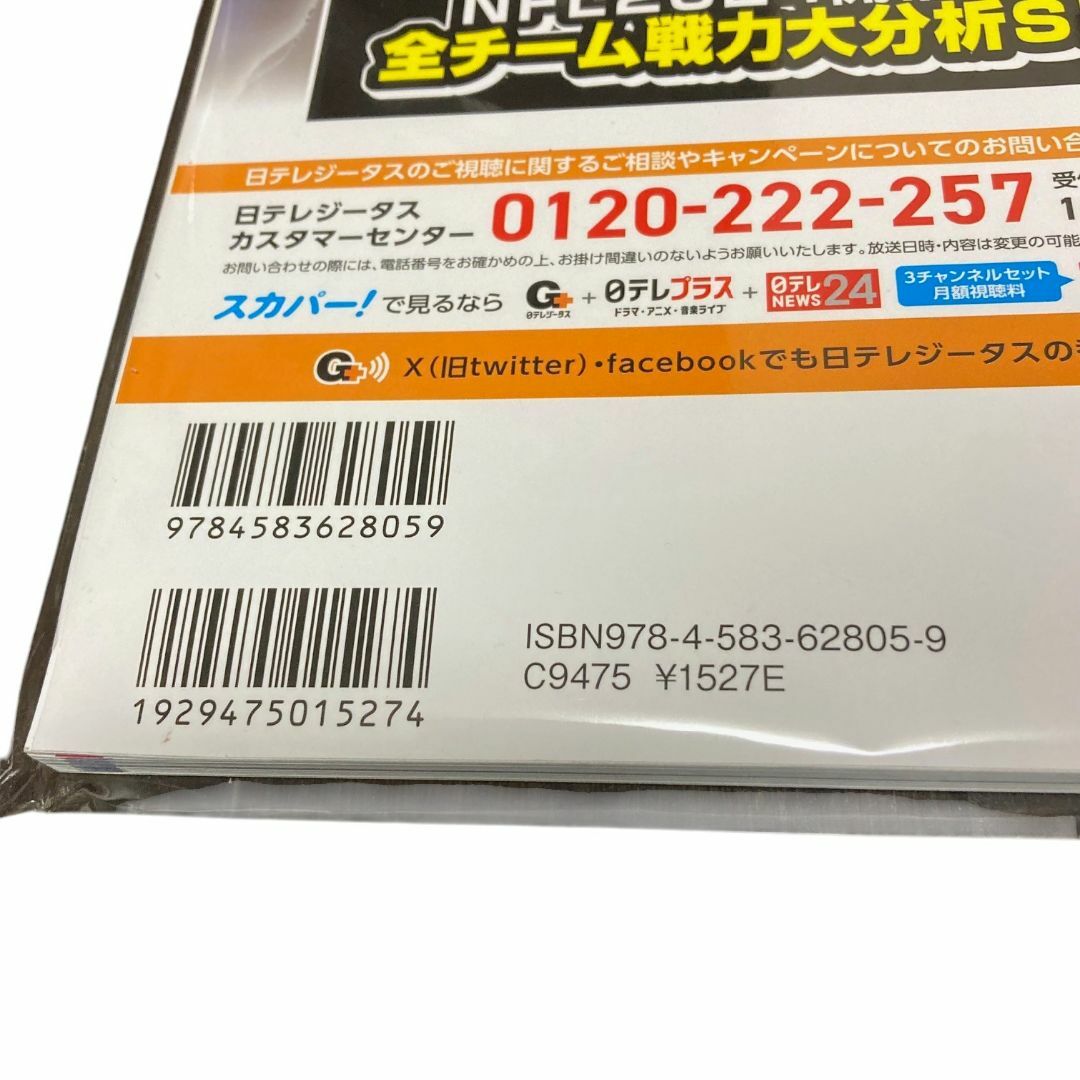 全チーム戦力大分析S
日テレジータスのご視聴に関するご相談やキャンペーンについてのお問い合
日テレジータス
カスタマーセンター
0120-222-257
受
1
お問い合わせの際には、電話番号をお確かめの上、お掛け間違いのないようお願いいたします。放送日時・内容は変更の可能
スカパー!で見るなら G+ 日テレジータス + 日テレプラス ドラマ・アニメ・音楽ライブ + 日テレNEWS24
3チャンネルセット
月額視聴料
G+ X(旧twitter)・facebookでも日テレジータスの
9784583628059
1929475015274
ISBN978-4-583-62805-9
C9475 ¥1527E